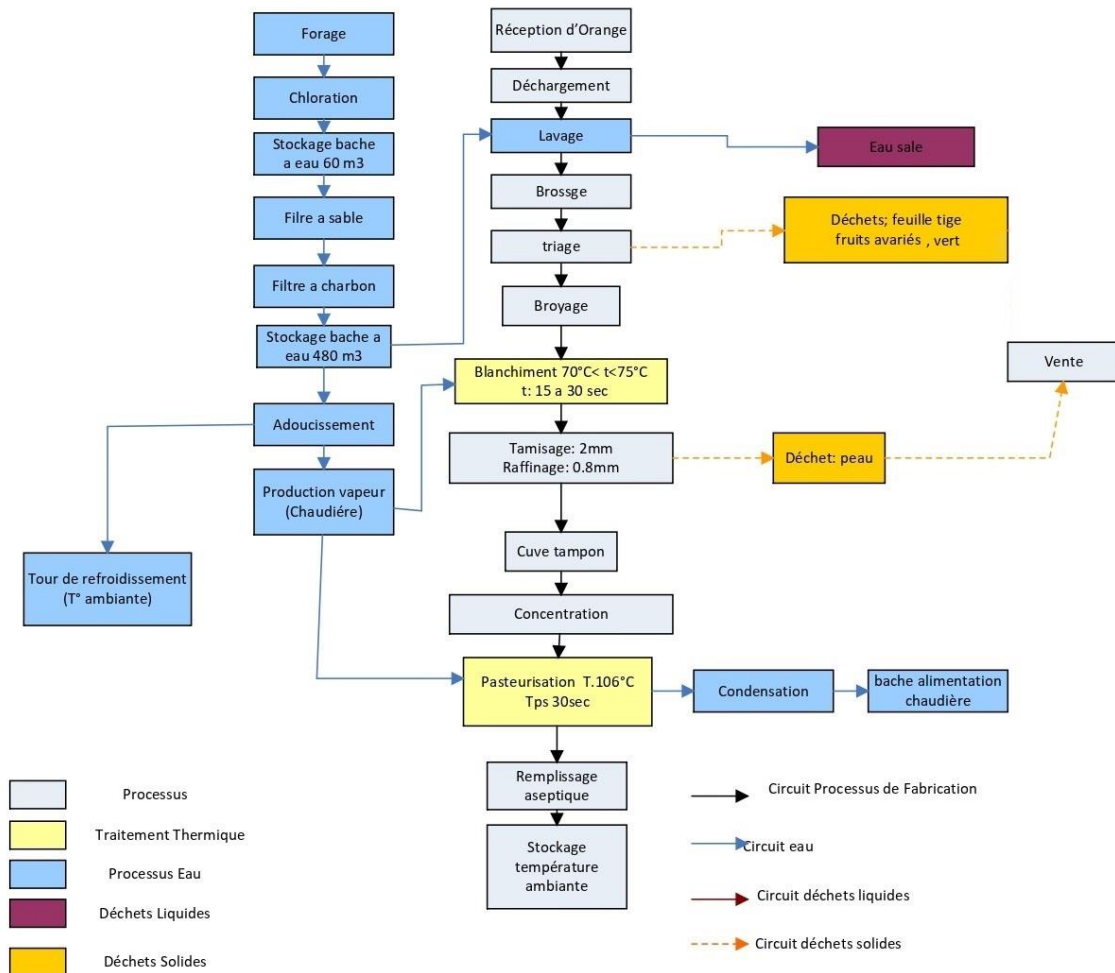 Forage
Chloration
Stockage bache
a eau 60 m3
Filre a sable
Filtre a charbon
Stockage bache a
eau 480 m3
Adoucissement
Production vapeur
(Chaudiére)
Tour de refroidissement
(T° ambiante)
Réception d'Orange
Déchargement
Lavage
Brossge
triage
Broyage
Blanchiment 70°C< t<75°C
t: 15 a 30 sec
Tamisage: 2mm
Raffinage: 0.8mm
Cuve tampon
Concentration
Pasteurisation T.106°C
Tps 30sec
Remplissage
aseptique
Stockage
température
ambiante
Eau sale
Déchets; feuille tige
fruits avariés , vert
Vente
Déchet: peau
Condensation
bache alimentation
chaudière
Processus
Traitement Thermique
Processus Eau
Déchets Liquides
Déchets Solides
Circuit Processus de Fabrication
Circuit eau
Circuit déchets liquides
Circuit déchets solides